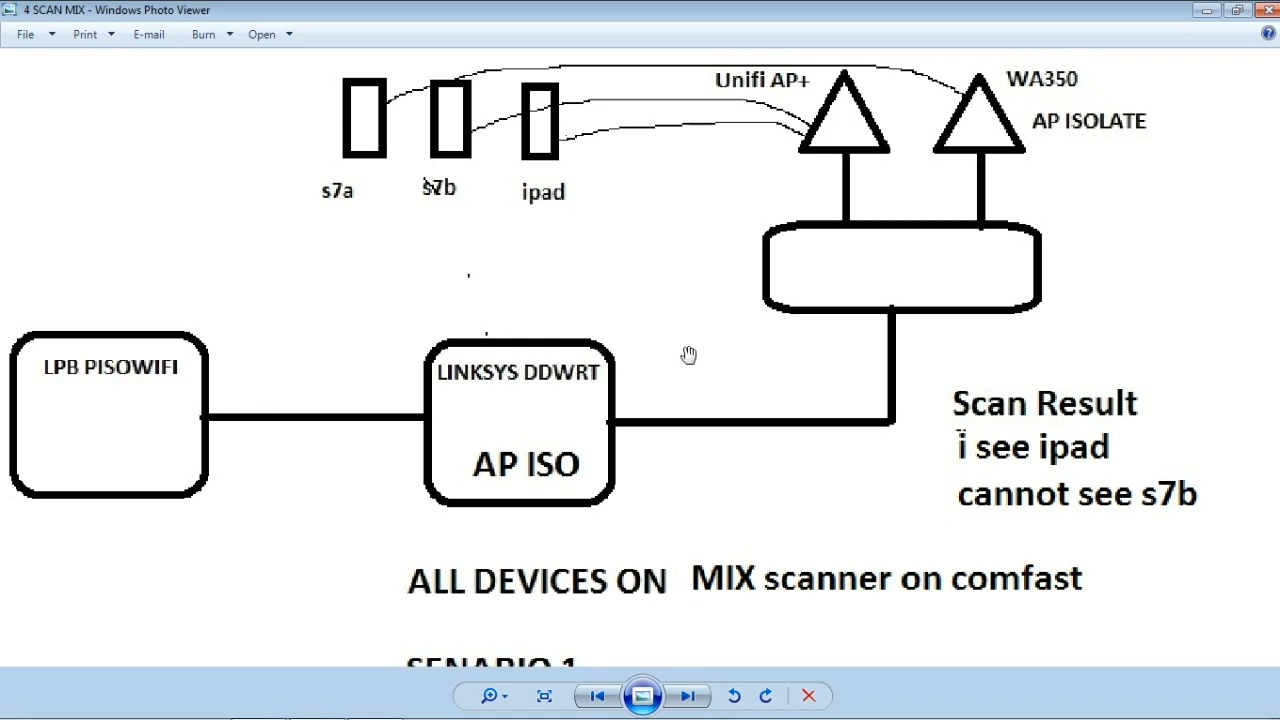 4 SCAN MIX - Windows Photo Viewer
File Print E-mail Burn Open
Unifi AP+
WA350
AP ISOLATE
s7a
s7b
ipad
LPB PISOWIFI
LINKSYS DDWRT
AP ISO
Scan Result
i see ipad
cannot see s7b
ALL DEVICES ON MIX scanner on comfast
SENARIO 1